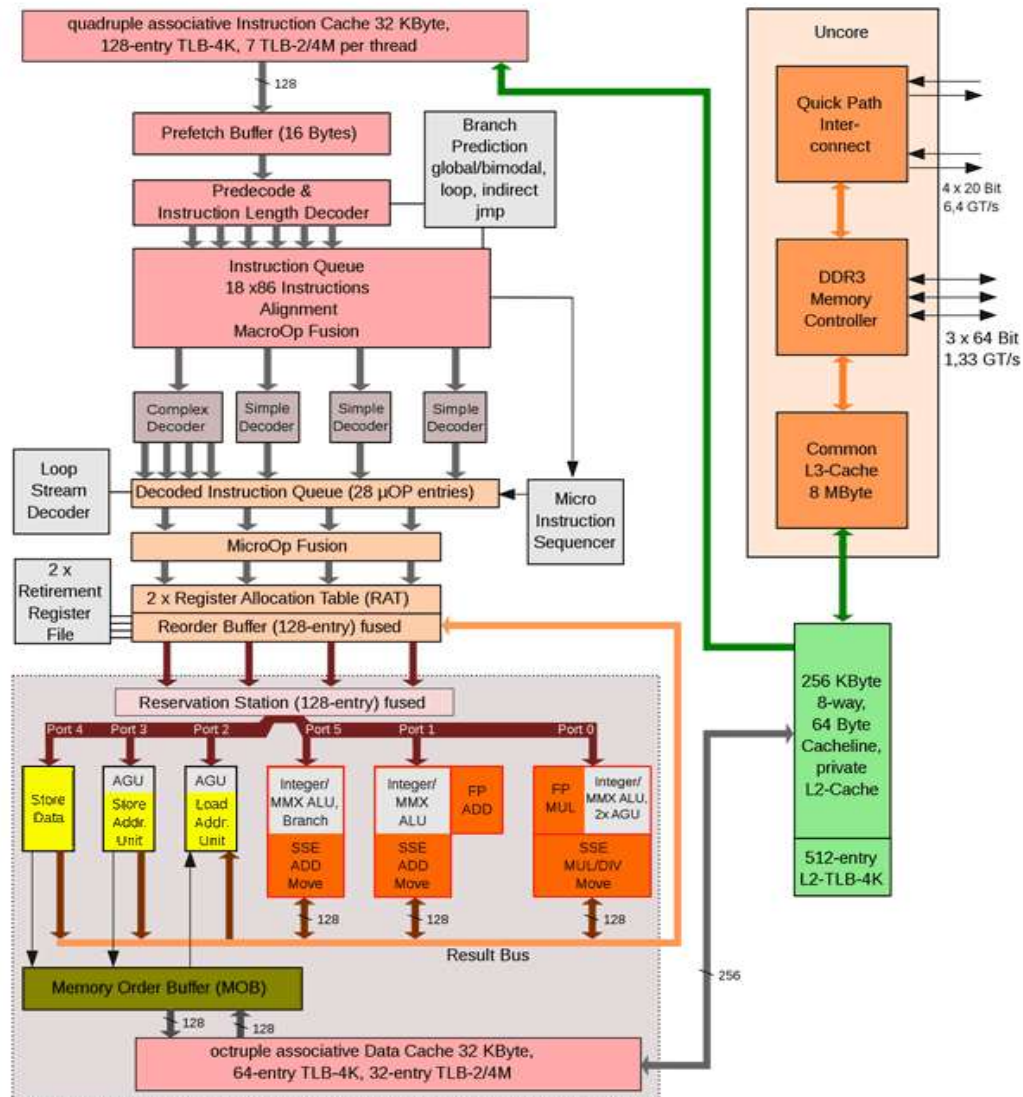 quadruple associative Instruction Cache 32 KByte,
128-entry TLB-4K, 7 TLB-2/4M per thread
128
Prefetch Buffer (16 Bytes)
Predecode &
Instruction Length Decoder
Branch
Prediction
global/bimodal,
loop, indirect
jmp
Instruction Queue
18 x86 Instructions
Alignment
MacroOp Fusion
Complex
Decoder
Simple
Decoder
Simple
Decoder
Simple
Decoder
Loop
Stream
Decoder
Decoded Instruction Queue (28 µOP entries)
Micro
Instruction
Sequencer
MicroOp Fusion
2 x
Retirement
Register
File
2 x Register Allocation Table (RAT)
Reorder Buffer (128-entry) fused
Reservation Station (128-entry) fused
Port 4
Port 3
Port 2
Port 5
Port 1
Port 0
Store
Data
AGU
Store
Addr.
Unit
AGU
Load
Addr.
Unit
Integer/
MMX ALU,
Branch
SSE
ADD
Move
Integer/
MMX
ALU
FP
ADD
SSE
ADD
Move
FP
MUL
Integer/
MMX ALU,
2x AGU
SSE
MUL/DIV
Move
128
128
128
Result Bus
Memory Order Buffer (MOB)
128
128
octruple associative Data Cache 32 KByte,
64-entry TLB-4K, 32-entry TLB-2/4M
256
Uncore
Quick Path
Inter-
connect
4 x 20 Bit
6,4 GT/s
DDR3
Memory
Controller
3 x 64 Bit
1,33 GT/s
Common
L3-Cache
8 MByte
256 KByte
8-way,
64 Byte
Cacheline,
private
L2-Cache
512-entry
L2-TLB-4K